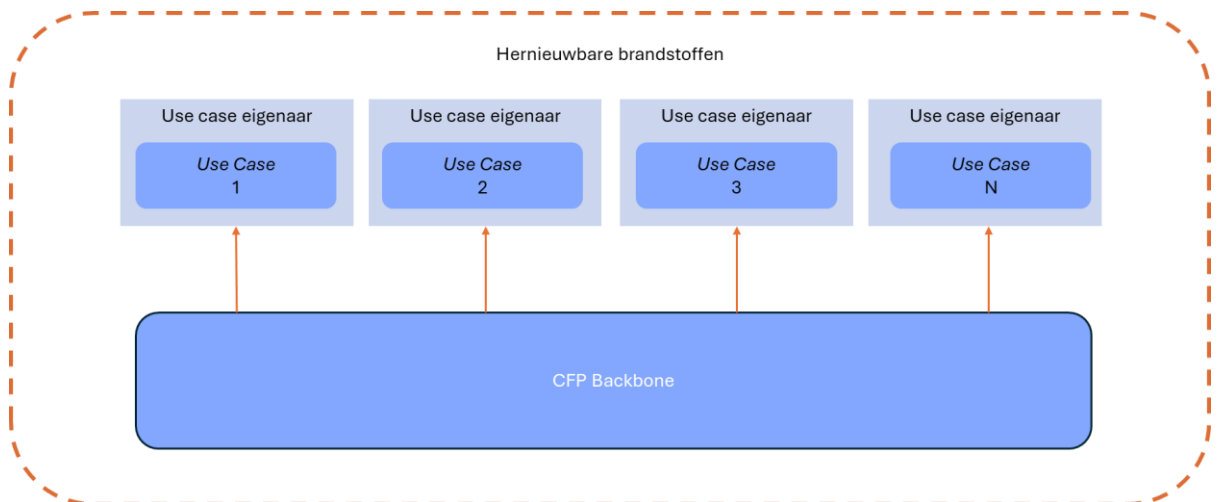 Hernieuwbare brandstoffen
Use case eigenaar
Use Case
1
Use case eigenaar
Use Case
2
Use case eigenaar
Use Case
3
Use case eigenaar
Use Case
N
CFP Backbone